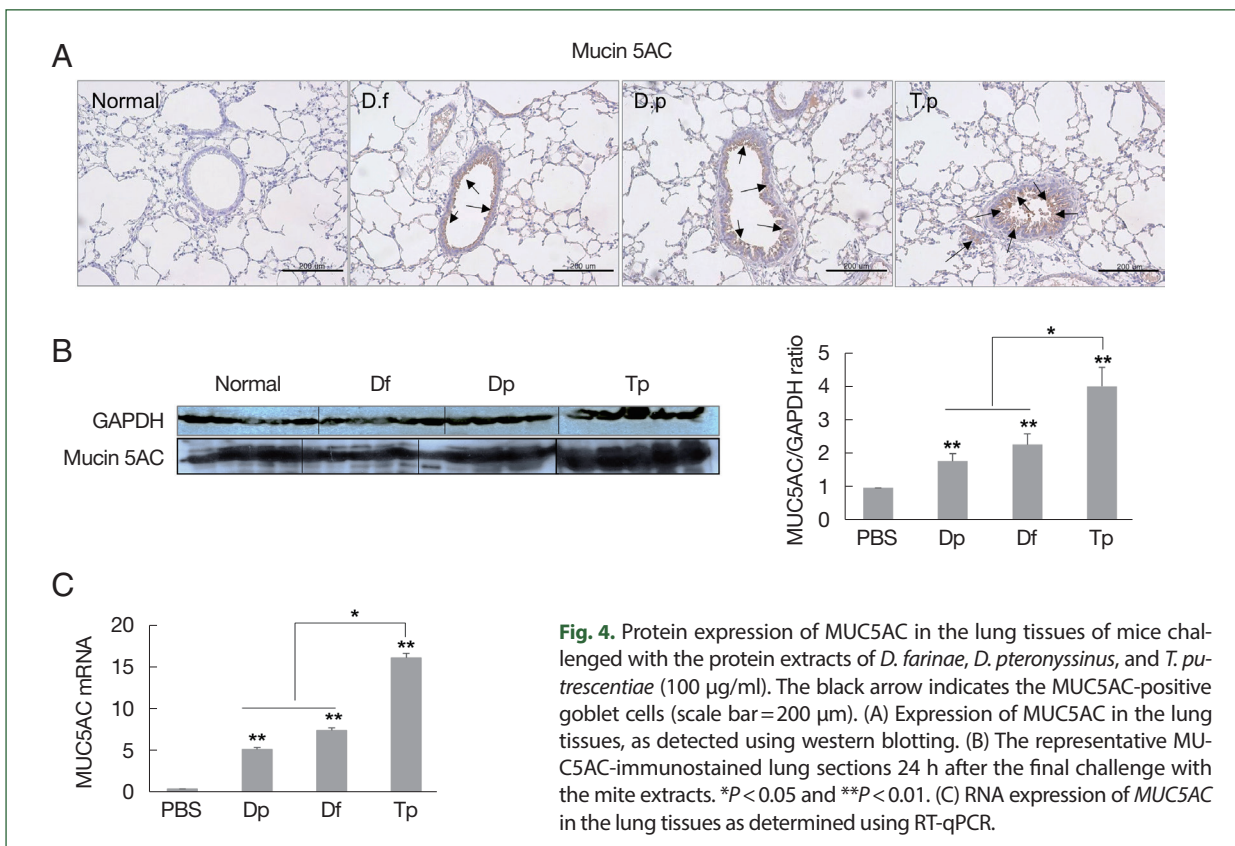 A
Mucin 5AC
Normal
D.f
D.p
T.p
200 um
200 um
200 um
200 um
B
Normal Df Dp Tp
GAPDH
Mucin 5AC
MUC5AC/GAPDH ratio
5
4
3
2
1
0
*
**
**
**
PBS Dp Df Tp
C
MUC5AC mRNA
20
15
10
5
0
*
**
**
**
PBS Dp Df Tp
Fig. 4. Protein expression of MUC5AC in the lung tissues of mice chal-
lenged with the protein extracts of D. farinae, D. pteronyssinus, and T. pu-
trescentiae (100 μg/ml). The black arrow indicates the MUC5AC-positive
goblet cells (scale bar=200 μm). (A) Expression of MUC5AC in the lung
tissues, as detected using western blotting. (B) The representative MU-
C5AC-immunostained lung sections 24 h after the final challenge with
the mite extracts. *P<0.05 and **P<0.01. (C) RNA expression of MUC5AC
in the lung tissues as determined using RT-qPCR.